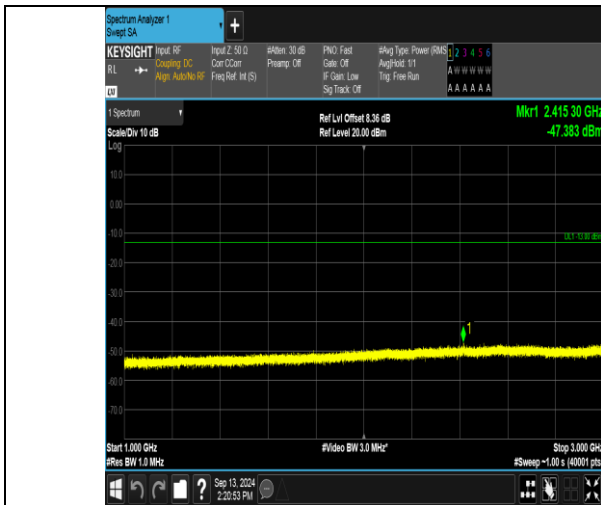 Spectrum Analyzer 1
Swept SA
+
KEYSIGHT Input: RF Input Z: 50 Ω #Atten: 30 dB PNO: Fast #Avg Type: Power (RMS 1 2 3 4 5 6
RL Coupling: DC Corr CCorr Preamp: Off Gate: Off Avg|Hold: 1/1 A W W W W W
Align: Auto/No RF Freq Ref: Int (S) IF Gain: Low Trig: Free Run
Sig Track: Off A A A A A A
1 Spectrum Ref Lvl Offset 8.36 dB Mkr1 2.415 30 GHz
Scale/Div 10 dB Ref Level 20.00 dBm -47.383 dBm
Log
10.0
0.00
-10.0 DL1 -13.00 dBm
-20.0
-30.0
-40.0
1
-50.0
-60.0
-70.0
Start 1.000 GHz #Video BW 3.0 MHz* Stop 3.000 GHz
#Res BW 1.0 MHz #Sweep ~1.00 s (40001 pts
? Sep 13, 2024
2:20:53 PM